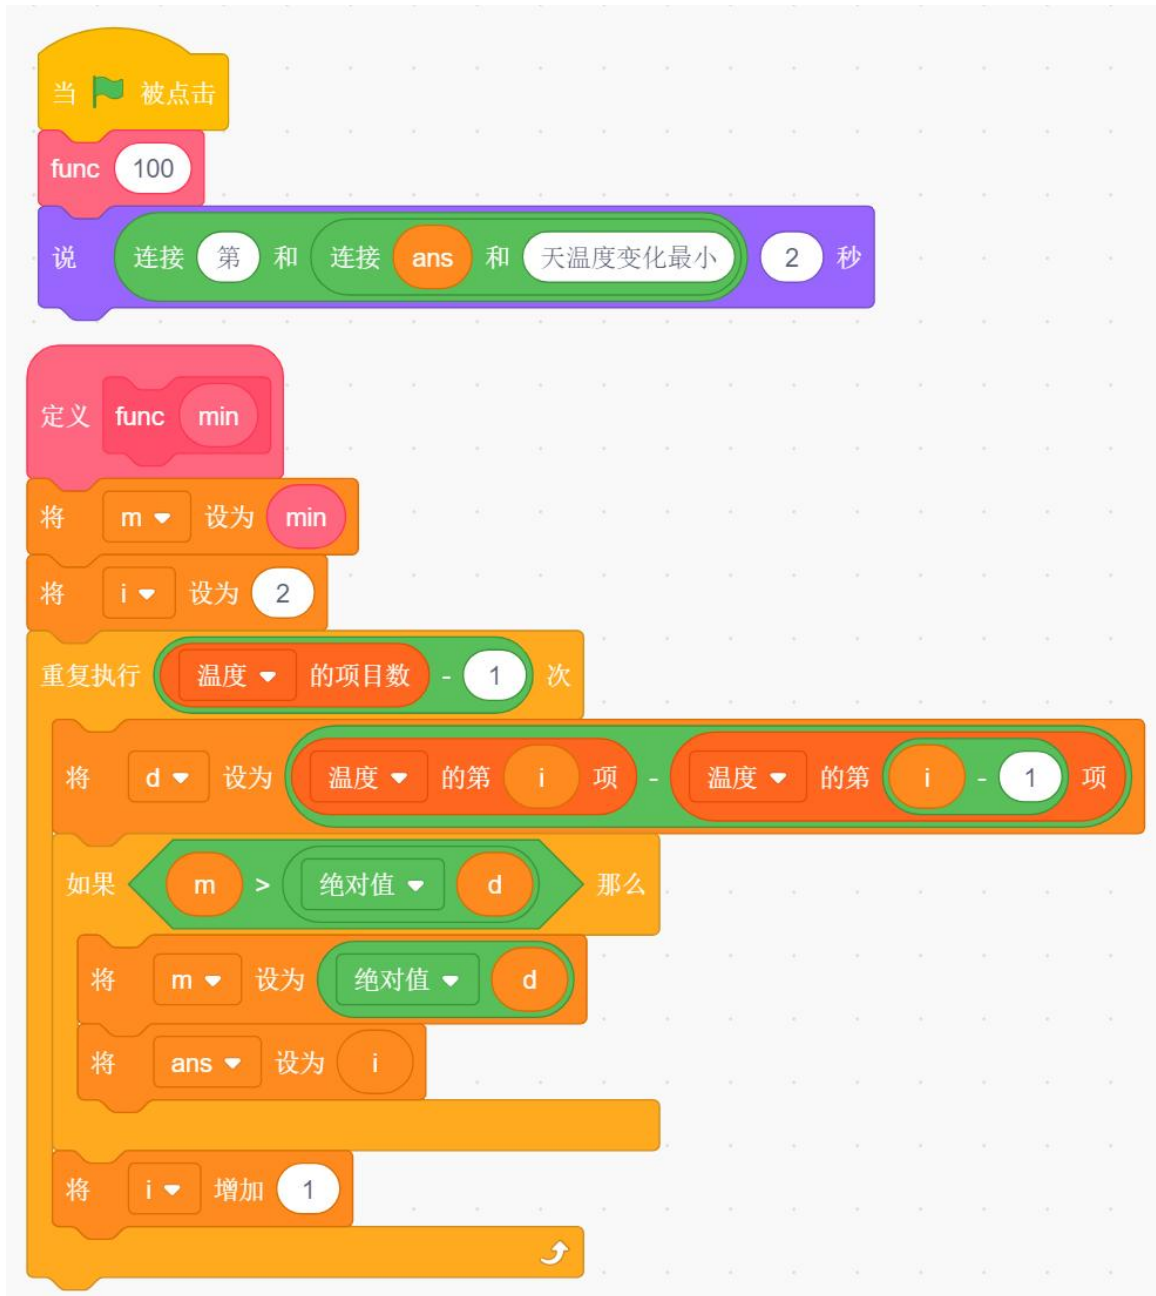 当 被点击
func 100
说 连接 第 和 连接 ans 和 天温度变化最小 2 秒
定义 func min
将 m 设为 min
将 i 设为 2
重复执行 温度 的项目数 - 1 次
将 d 设为 温度 的第 i 项 - 温度 的第 i - 1 项
如果 m > 绝对值 d 那么
将 m 设为 绝对值 d
将 ans 设为 i
将 i 增加 1